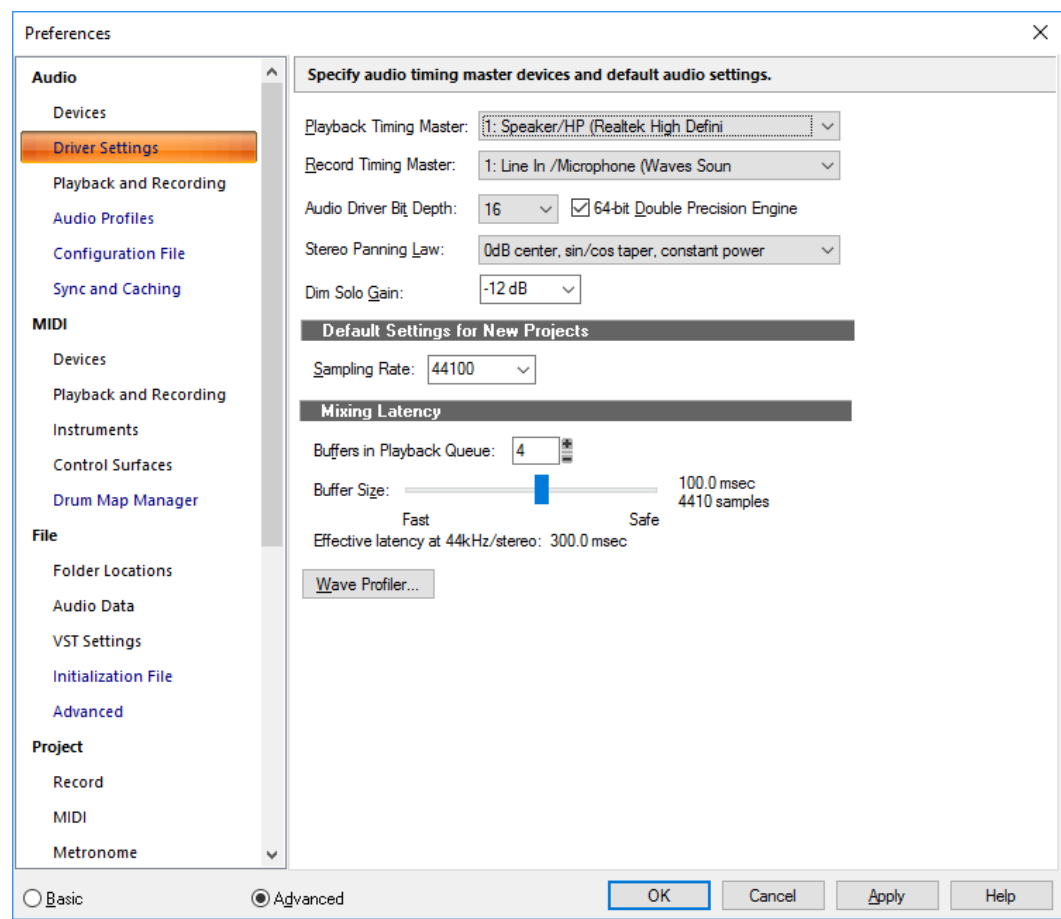 Preferences
Audio
Devices
Driver Settings
Playback and Recording
Audio Profiles
Configuration File
Sync and Caching
MIDI
Devices
Playback and Recording
Instruments
Control Surfaces
Drum Map Manager
File
Folder Locations
Audio Data
VST Settings
Initialization File
Advanced
Project
Record
MIDI
Metronome
Specify audio timing master devices and default audio settings.
Playback Timing Master: 1: Speaker/HP (Realtek High Defini
Record Timing Master: 1: Line In /Microphone (Waves Soun
Audio Driver Bit Depth: 16 64-bit Double Precision Engine
Stereo Panning Law: 0dB center, sin/cos taper, constant power
Dim Solo Gain: -12 dB
Default Settings for New Projects
Sampling Rate: 44100
Mixing Latency
Buffers in Playback Queue: 4
Buffer Size: 100.0 msec
4410 samples
Fast Safe
Effective latency at 44kHz/stereo: 300.0 msec
Wave Profiler...
Basic Advanced OK Cancel Apply Help